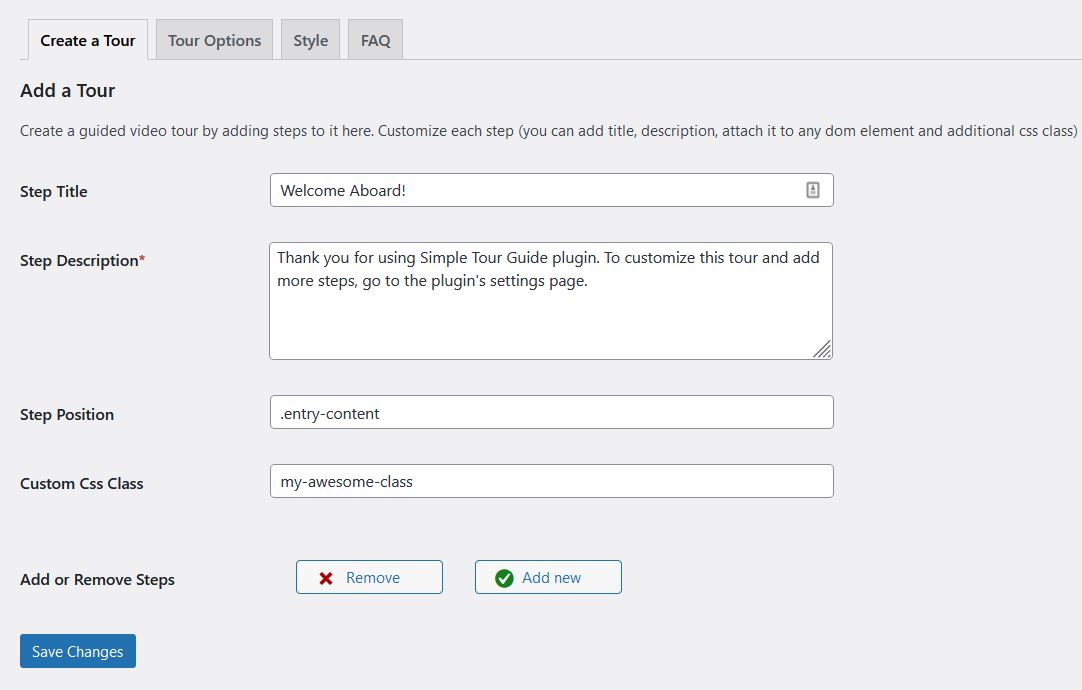 Create a Tour
Tour Options
Style
FAQ
Add a Tour
Create a guided video tour by adding steps to it here. Customize each step (you can add title, description, attach it to any dom element and additional css class)
Step Title
Welcome Aboard!
Step Description*
Thank you for using Simple Tour Guide plugin. To customize this tour and add
more steps, go to the plugin's settings page.
Step Position
.entry-content
Custom Css Class
my-awesome-class
Add or Remove Steps
Remove
Add new
Save Changes